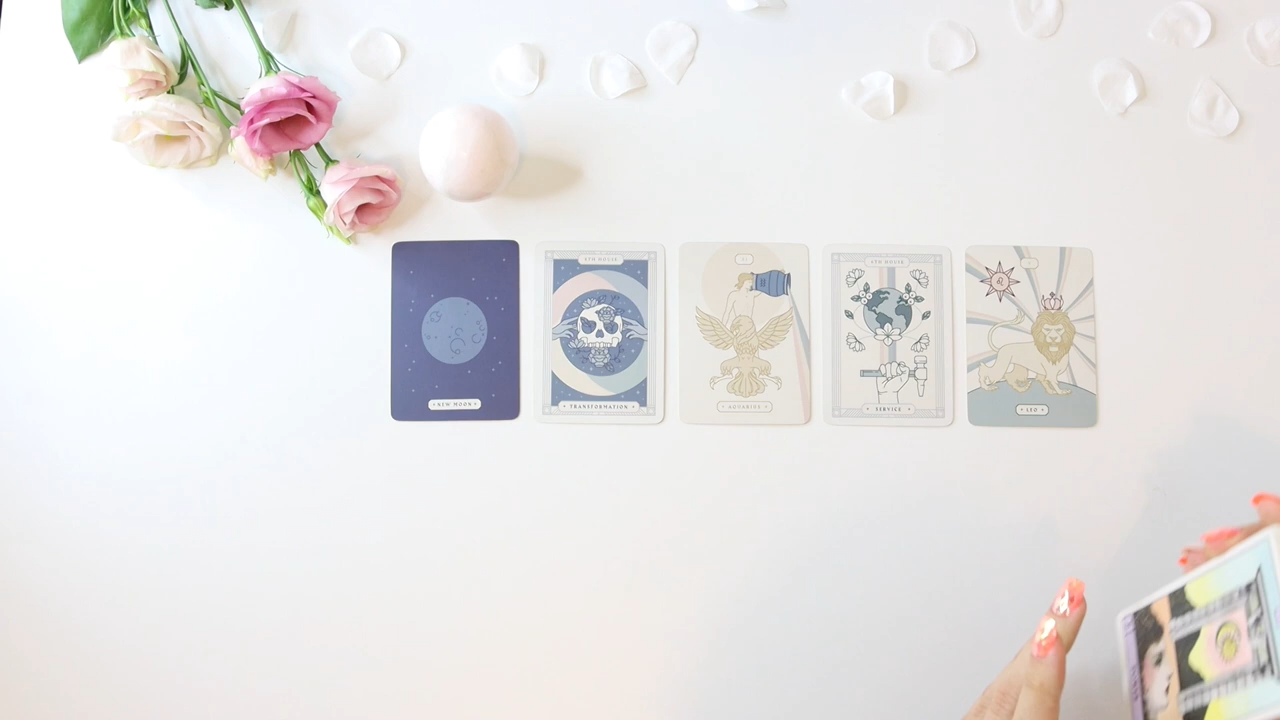 NEW MOON
8TH HOUSE
TRANSFORMATION
AQUARIUS
6TH HOUSE
SERVICE
LEO